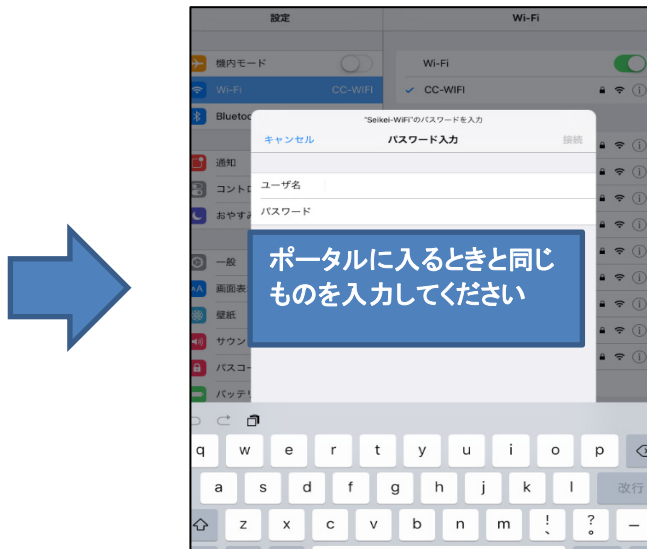 設定
Wi-Fi
機内モード
Wi-Fi
CC-WIFI
Wi-Fi
CC-WIFI
Bluetoo
"Seikei-WiFi"のパスワードを入力
キャンセル
パスワード入力
接続
ユーザ名
パスワード
通知
コントロ
おやすみ
一般
画面表
壁紙
サウン
パスコー
バッテリ
ポータルに入るときと同じ
ものを入力してください
q w e r t y u i o p
a s d f g h j k l 改行
z x c v b n m ! 、 ? 。 –